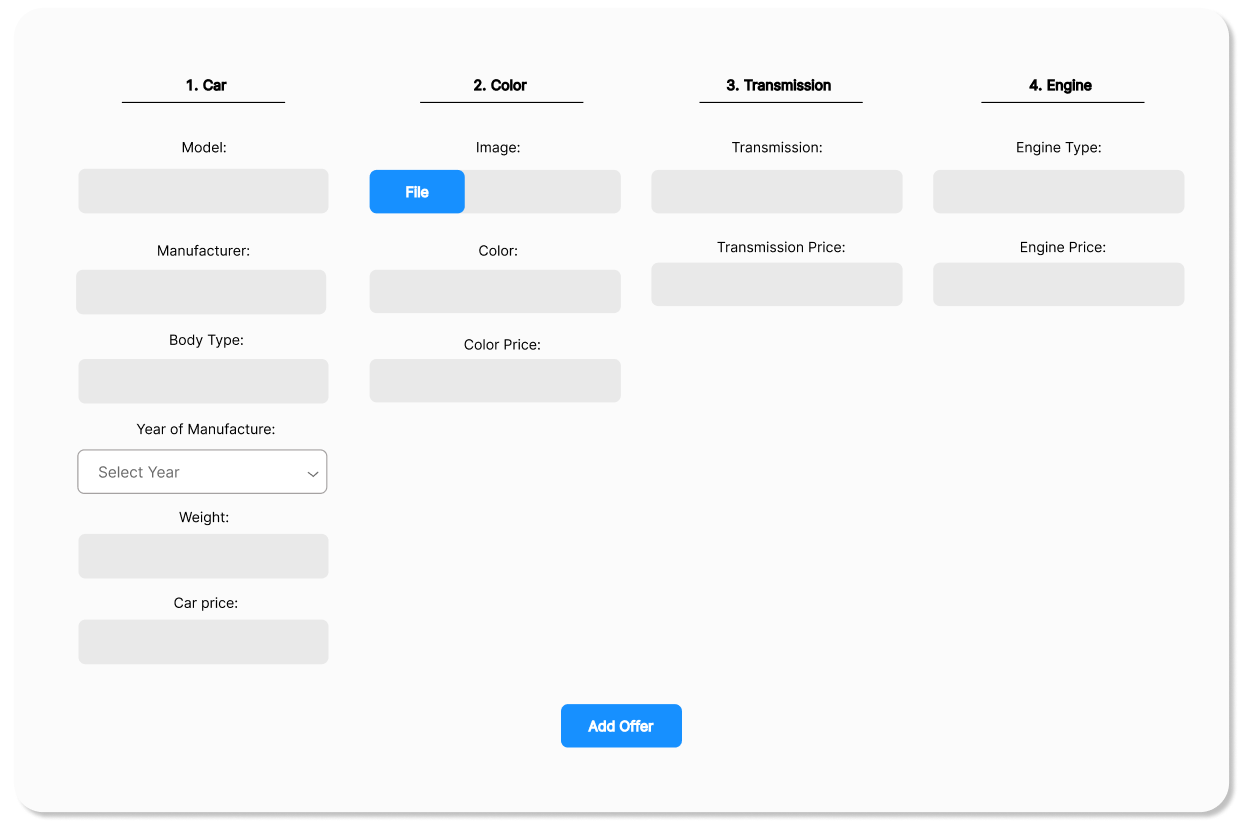 1. Car
Model:
Manufacturer:
Body Type:
Year of Manufacture:
Select Year
Weight:
Car price:
2. Color
Image:
File
Color:
Color Price:
3. Transmission
Transmission:
Transmission Price:
4. Engine
Engine Type:
Engine Price:
Add Offer